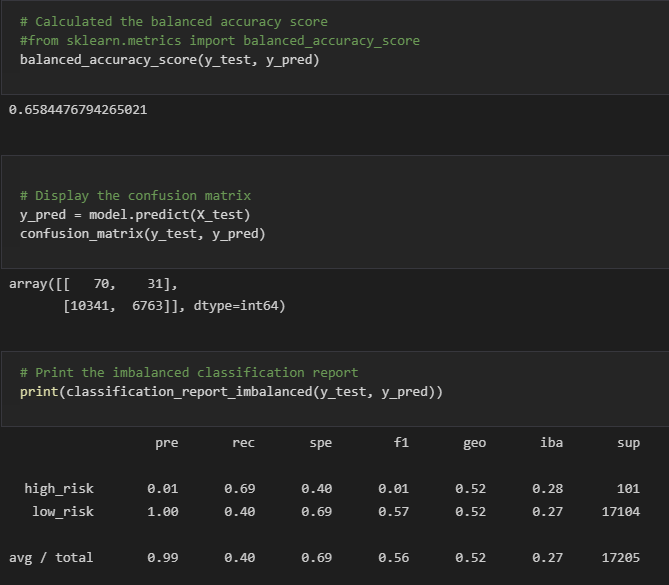 # Calculated the balanced accuracy score
#from sklearn.metrics import balanced_accuracy_score
balanced_accuracy_score(y_test, y_pred)
0.6584476794265021
# Display the confusion matrix
y_pred = model.predict(X_test)
confusion_matrix(y_test, y_pred)
array([[   70,    31],
       [10341,  6763]], dtype=int64)
# Print the imbalanced classification report
print(classification_report_imbalanced(y_test, y_pred))
pre       rec       spe        f1       geo       iba       sup
high_risk       0.01      0.69      0.40      0.01      0.52      0.28       101
low_risk       1.00      0.40      0.69      0.57      0.52      0.27     17104
avg / total       0.99      0.40      0.69      0.56      0.52      0.27     17205